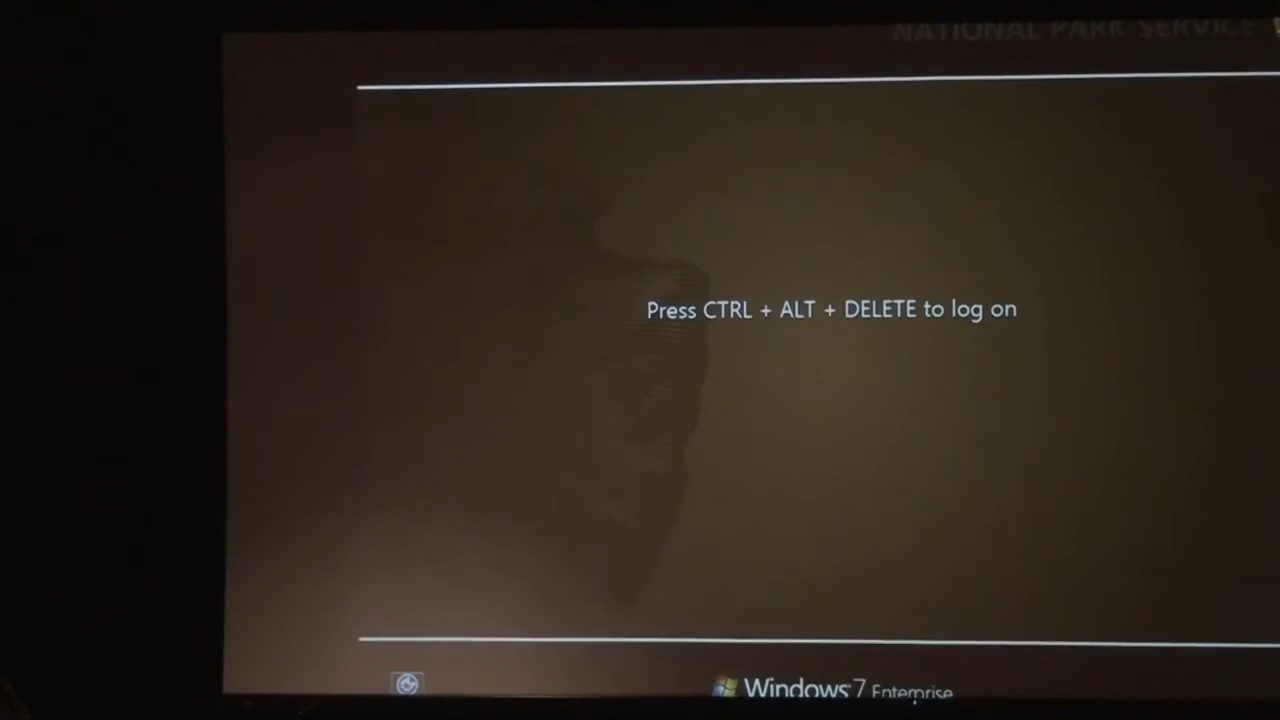 NATIONAL PARK SERVICE
Press CTRL + ALT + DELETE to log on
Windows 7 Enterprise